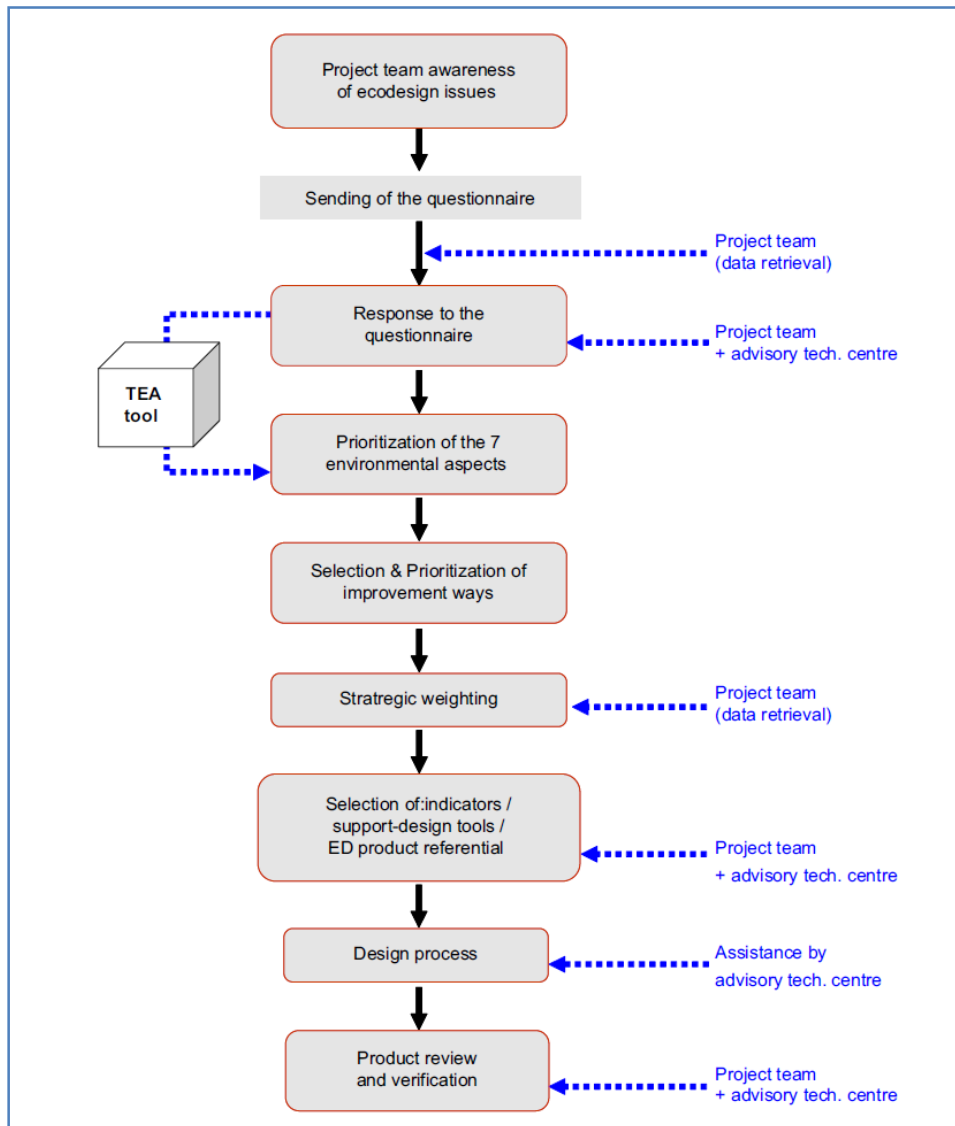 Project team awareness
of ecodesign issues
Sending of the questionnaire
Project team
(data retrieval)
Response to the
questionnaire
Project team
+ advisory tech. centre
TEA
tool
Prioritization of the 7
environmental aspects
Selection & Prioritization of
improvement ways
Stratregic weighting
Project team
(data retrieval)
Selection of:indicators /
support-design tools /
ED product referential
Project team
+ advisory tech. centre
Design process
Assistance by
advisory tech. centre
Product review
and verification
Project team
+ advisory tech. centre